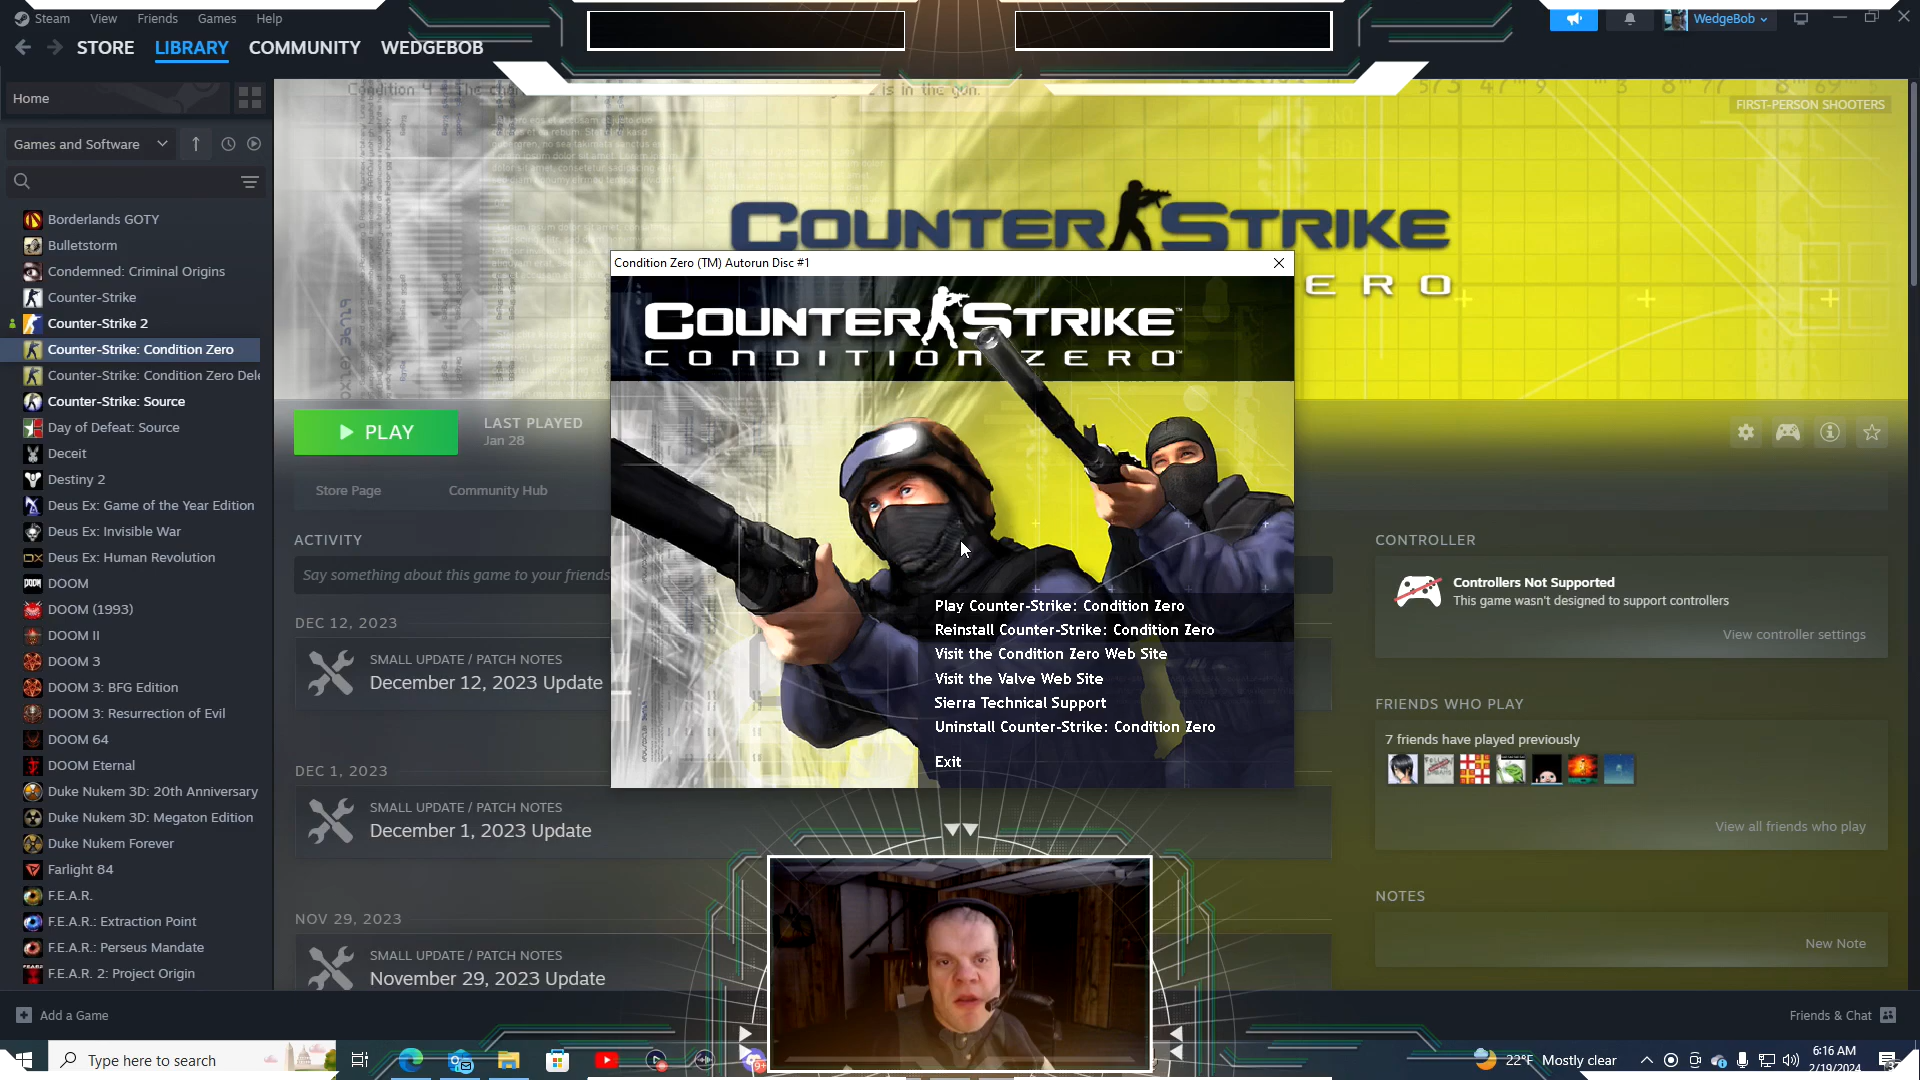 Steam View Friends Games Help
WedgeBob
STORE LIBRARY COMMUNITY WEDGEBOB
Home
Games and Software
Borderlands GOTY
Bulletstorm
Condemned: Criminal Origins
Counter-Strike
Counter-Strike 2
Counter-Strike: Condition Zero
Counter-Strike: Condition Zero Dele
Counter-Strike: Source
Day of Defeat: Source
Deceit
Destiny 2
Deus Ex: Game of the Year Edition
Deus Ex: Invisible War
Deus Ex: Human Revolution
DOOM
DOOM (1993)
DOOM II
DOOM 3
DOOM 3: BFG Edition
DOOM 3: Resurrection of Evil
DOOM 64
DOOM Eternal
Duke Nukem 3D: 20th Anniversary
Duke Nukem 3D: Megaton Edition
Duke Nukem Forever
Farlight 84
F.E.A.R.
F.E.A.R.: Extraction Point
F.E.A.R.: Perseus Mandate
F.E.A.R. 2: Project Origin
Add a Game
FIRST-PERSON SHOOTERS
COUNTER STRIKE
ERO
PLAY
LAST PLAYED
Jan 28
Store Page Community Hub
ACTIVITY
Say something about this game to your friends
DEC 12, 2023
SMALL UPDATE / PATCH NOTES
December 12, 2023 Update
DEC 1, 2023
SMALL UPDATE / PATCH NOTES
December 1, 2023 Update
NOV 29, 2023
SMALL UPDATE / PATCH NOTES
November 29, 2023 Update
Condition Zero (TM) Autorun Disc #1
COUNTER STRIKE™
CONDITION ZERO™
Play Counter-Strike: Condition Zero
Reinstall Counter-Strike: Condition Zero
Visit the Condition Zero Web Site
Visit the Valve Web Site
Sierra Technical Support
Uninstall Counter-Strike: Condition Zero
Exit
CONTROLLER
Controllers Not Supported
This game wasn't designed to support controllers
View controller settings
FRIENDS WHO PLAY
7 friends have played previously
View all friends who play
NOTES
New Note
Friends & Chat
Type here to search
22°F Mostly clear
6:16 AM
2/19/2024